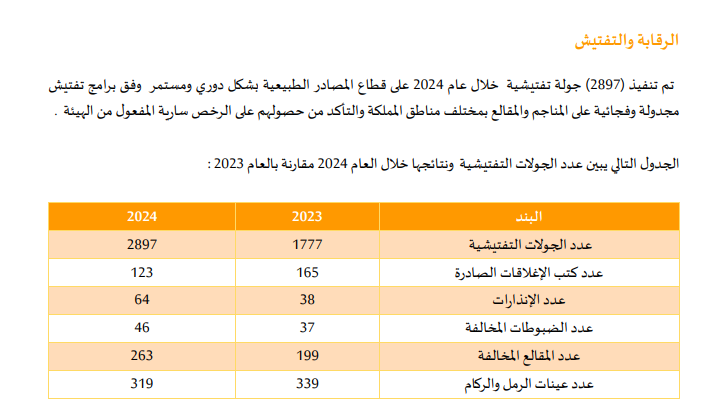 الرقابة والتفتيش
تم تنفيذ (2897) جولة تفتيشية خلال عام 2024 على قطاع المصادر الطبيعية بشكل دوري ومستمر وفق برامج تفتيش
مجدولة وفجائية على المناجم والمقالع بمختلف مناطق المملكة والتأكد من حصولهم على الرخص سارية المفعول من الهيئة .
الجدول التالي يبين عدد الجولات التفتيشية ونتائجها خلال العام 2024 مقارنة بالعام 2023 :
البند 2023 2024
عدد الجولات التفتيشية 1777 2897
عدد كتب الإغلاقات الصادرة 165 123
عدد الإنذارات 38 64
عدد الضبوطات المخالفة 37 46
عدد المقالع المخالفة 199 263
عدد عينات الرمل والركام 339 319